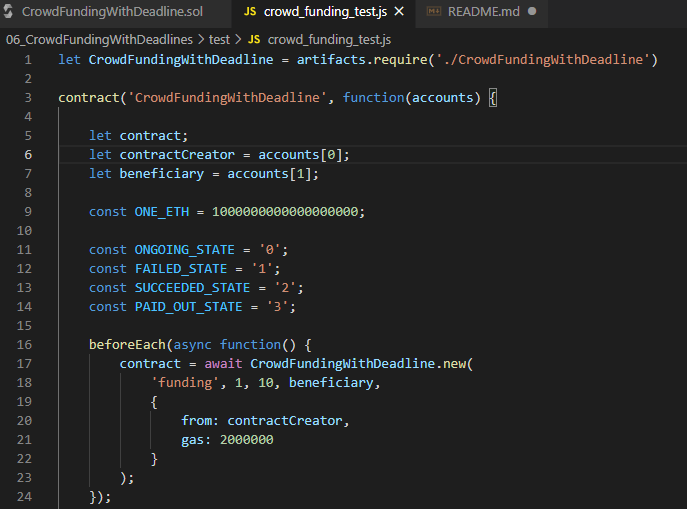 CrowdFundingWithDeadline.sol JS crowd_funding_test.js README.md
06_CrowdFundingWithDeadlines > test > JS crowd_funding_test.js
1 let CrowdFundingWithDeadline = artifacts.require('./CrowdFundingWithDeadline')
2
3 contract('CrowdFundingWithDeadline', function(accounts) {
4
5 let contract;
6 let contractCreator = accounts[0];
7 let beneficiary = accounts[1];
8
9 const ONE_ETH = 1000000000000000000;
10
11 const ONGOING_STATE = '0';
12 const FAILED_STATE = '1';
13 const SUCCEEDED_STATE = '2';
14 const PAID_OUT_STATE = '3';
15
16 beforeEach(async function() {
17 contract = await CrowdFundingWithDeadline.new(
18 'funding', 1, 10, beneficiary,
19 {
20 from: contractCreator,
21 gas: 2000000
22 }
23 );
24 });